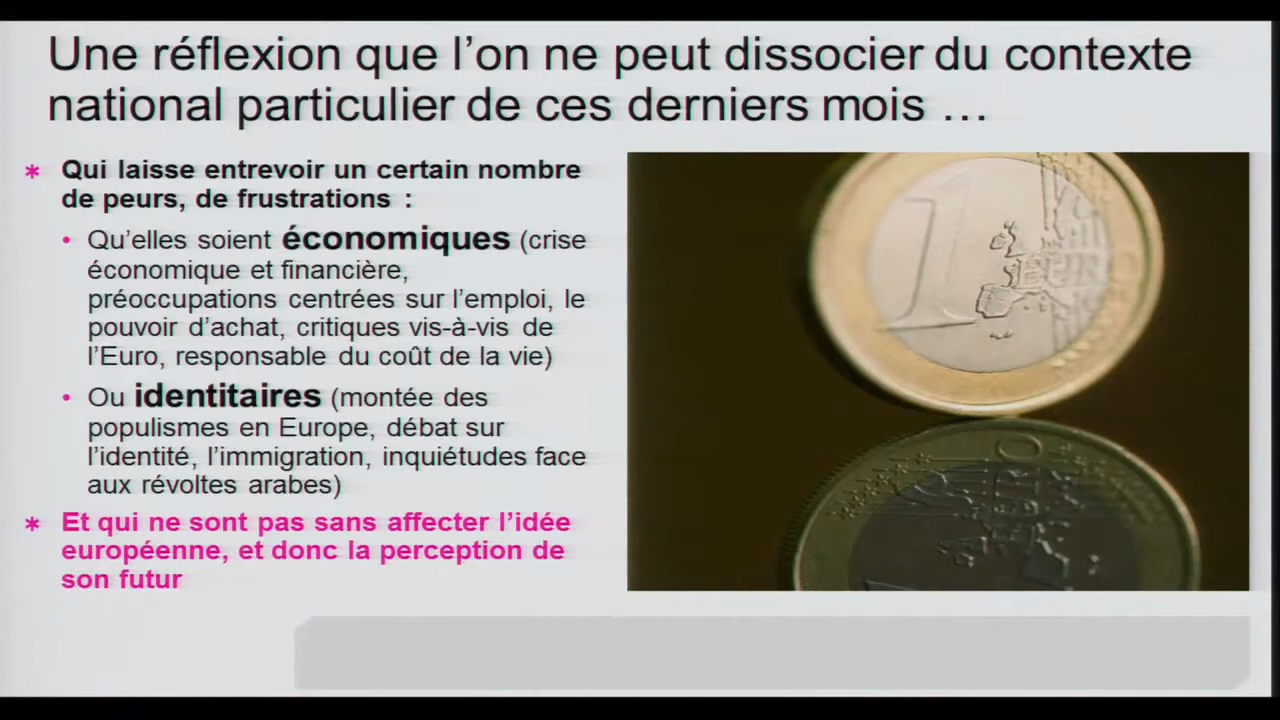 Une réflexion que l'on ne peut dissocier du contexte
national particulier de ces derniers mois …
* Qui laisse entrevoir un certain nombre
de peurs, de frustrations :
• Qu'elles soient économiques (crise
économique et financière,
préoccupations centrées sur l'emploi, le
pouvoir d'achat, critiques vis-à-vis de
l'Euro, responsable du coût de la vie)
• Ou identitaires (montée des
populismes en Europe, débat sur
l'identité, l'immigration, inquiétudes face
aux révoltes arabes)
* Et qui ne sont pas sans affecter l'idée
européenne, et donc la perception de
son futur
1